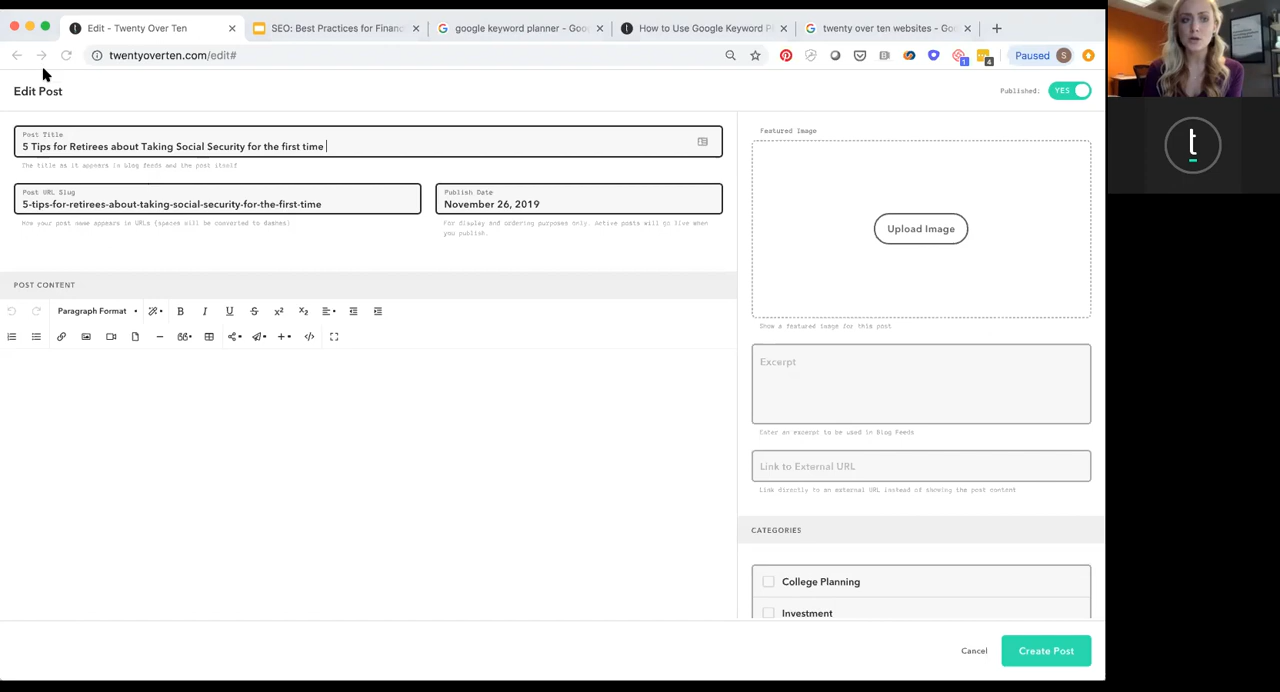 Edit - Twenty Over Ten
SEO: Best Practices for Financ
google keyword planner - Goo
How to Use Google Keyword P
twenty over ten websites - Go
twentyoverten.com/edit#
1
4
Paused
S
Edit Post
Published:
YES
Post Title
5 Tips for Retirees about Taking Social Security for the first time
The title as it appears in blog feeds and the post itself
Post URL Slug
5-tips-for-retirees-about-taking-social-security-for-the-first-time
How your post name appears in URLs (spaces will be converted to dashes)
Publish Date
November 26, 2019
For display and ordering purposes only. Active posts will go live when
you publish.
Featured Image
Upload Image
Show a featured image for this post
POST CONTENT
Paragraph Format
B
I
U
S
x²
X₂
Excerpt
Enter an excerpt to be used in Blog Feeds
Link to External URL
Link directly to an external URL instead of showing the post content
CATEGORIES
College Planning
Investment
Cancel
Create Post
t